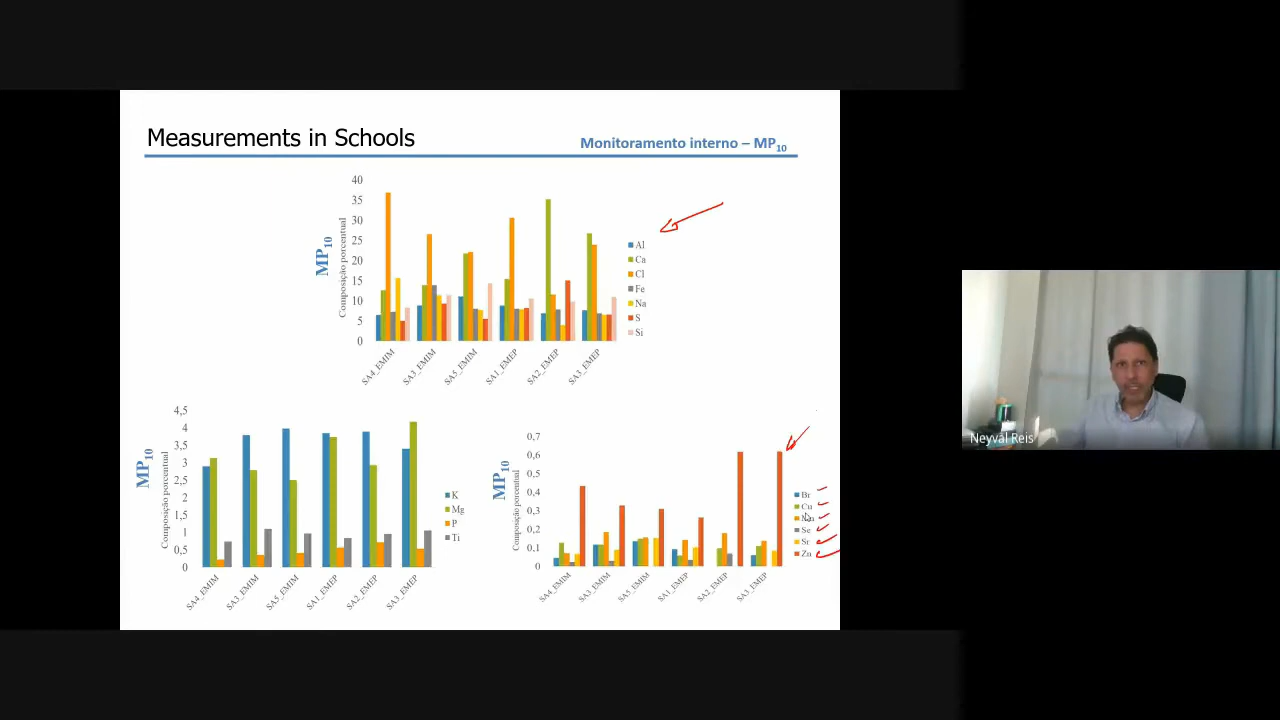 Measurements in Schools
Monitoramento interno – MP10
MP10
Composição porcentual
40
35
30
25
20
15
10
5
0
SA4_EMIM
SA3_EMIM
SA5_EMIM
SA1_EMEP
SA2_EMEP
SA3_EMEP
Al
Ca
Cl
Fe
Na
S
Si
MP10
Composição porcentual
4,5
4
3,5
3
2,5
2
1,5
1
0,5
0
SA4_EMIM
SA3_EMIM
SA5_EMIM
SA1_EMEP
SA2_EMEP
SA3_EMEP
K
Mg
P
Ti
MP10
Composição porcentual
0,7
0,6
0,5
0,4
0,3
0,2
0,1
0
SA4_EMIM
SA3_EMIM
SA5_EMIM
SA1_EMEP
SA2_EMEP
SA3_EMEP
Br
Cu
Mn
Se
Sr
Zn
Neyval Reis